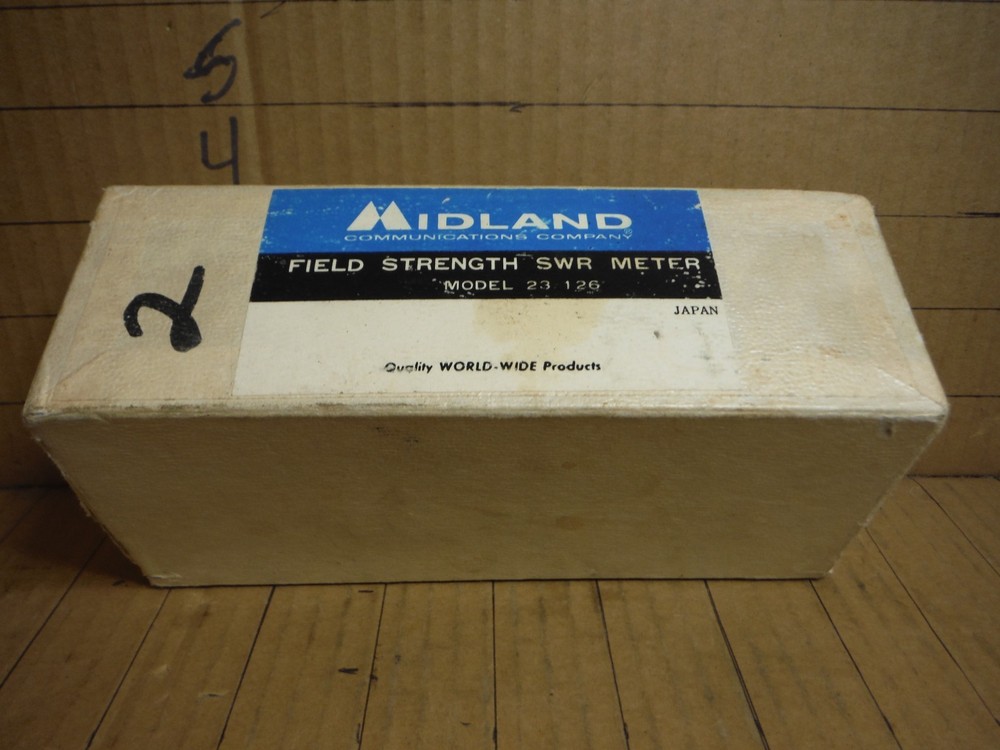 5
4
MIDLAND®
COMMUNICATIONS COMPANY
FIELD STRENGTH SWR METER
MODEL 23 126
JAPAN
2
Quality WORLD-WIDE Products